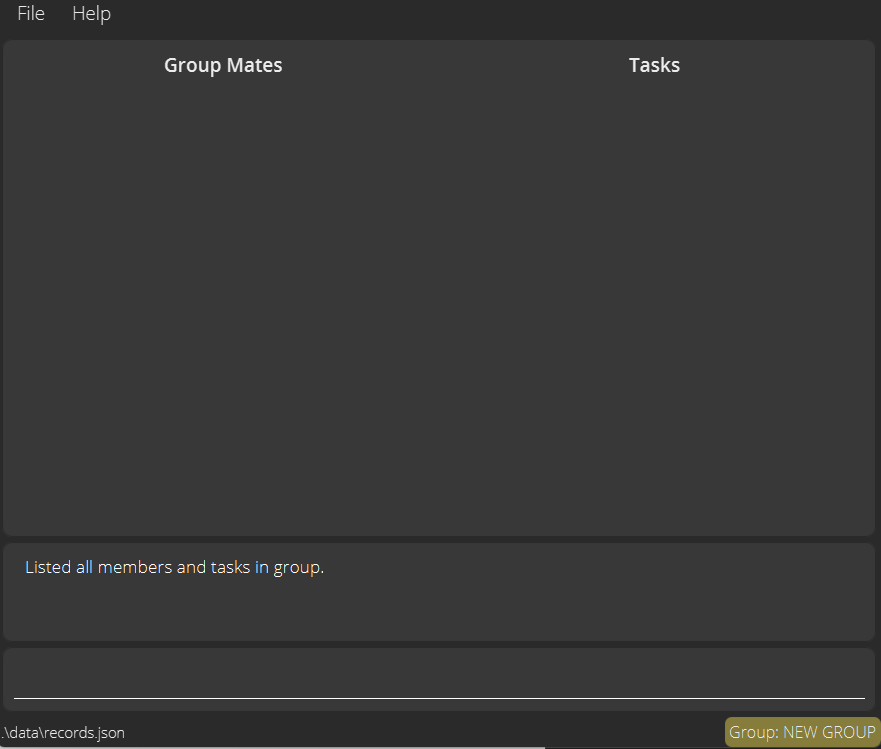 File Help
Group Mates Tasks
Listed all members and tasks in group.
.\data\records.json Group: NEW GROUP